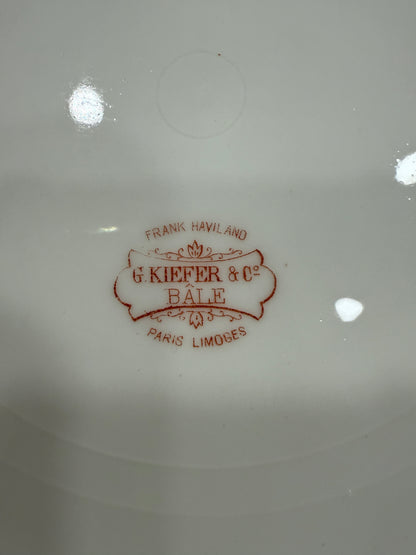 FRANK HAVILAND
G. KIEFER & Cº
BÂLE
PARIS LIMOGES